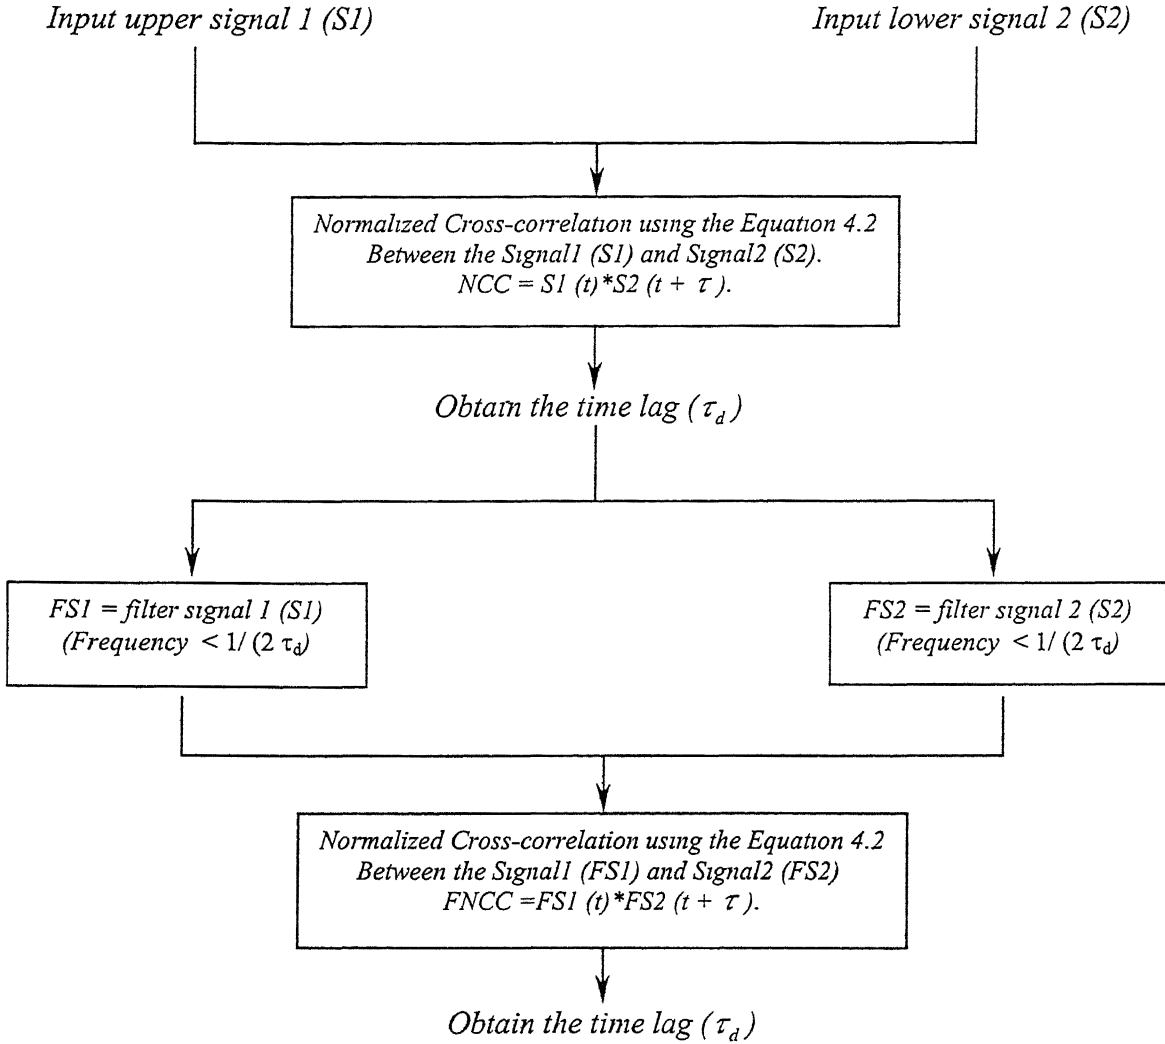 Input upper signal 1 (S1)
Input lower signal 2 (S2)
Normalized Cross-correlation using the Equation 4.2
Between the Signal1 (S1) and Signal2 (S2).
NCC = S1 (t)*S2 (t + τ ).
Obtain the time lag (τd)
FS1 = filter signal 1 (S1)
(Frequency < 1/ (2 τd)
FS2 = filter signal 2 (S2)
(Frequency < 1/ (2 τd)
Normalized Cross-correlation using the Equation 4.2
Between the Signal1 (FS1) and Signal2 (FS2)
FNCC =FS1 (t)*FS2 (t + τ ).
Obtain the time lag (τd)